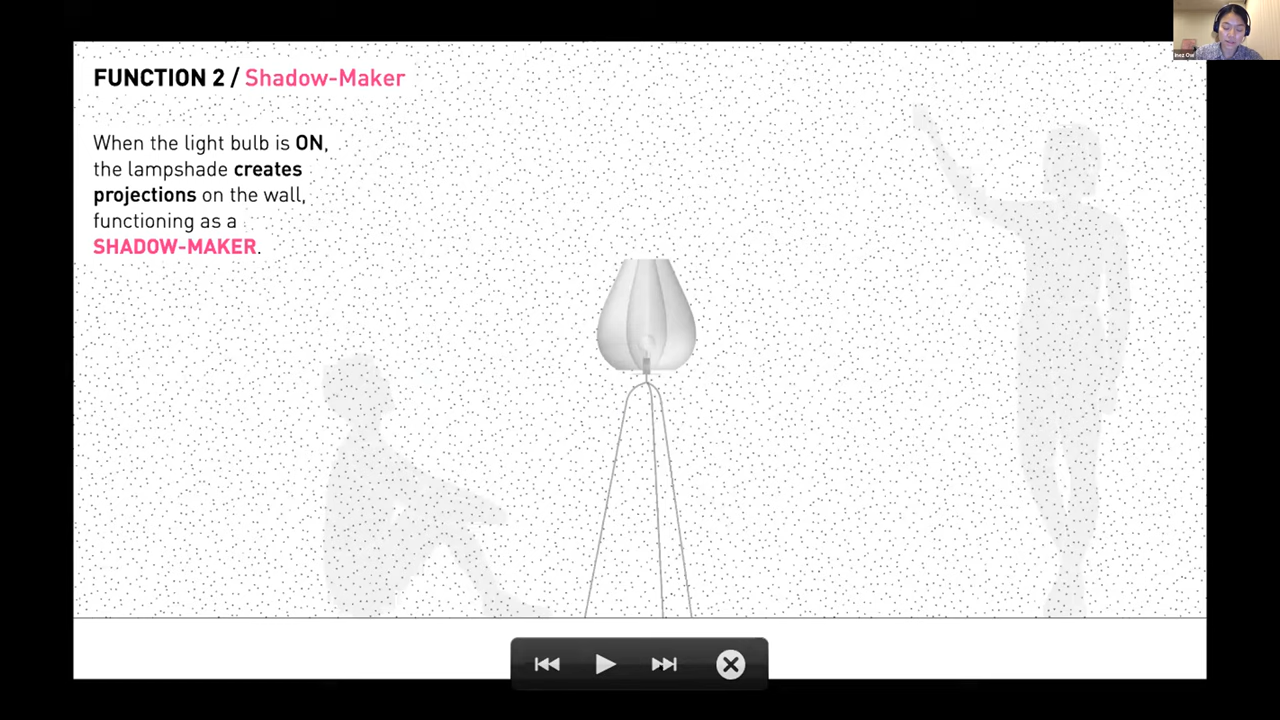 FUNCTION 2 / Shadow-Maker
When the light bulb is ON,
the lampshade creates
projections on the wall,
functioning as a
SHADOW-MAKER.